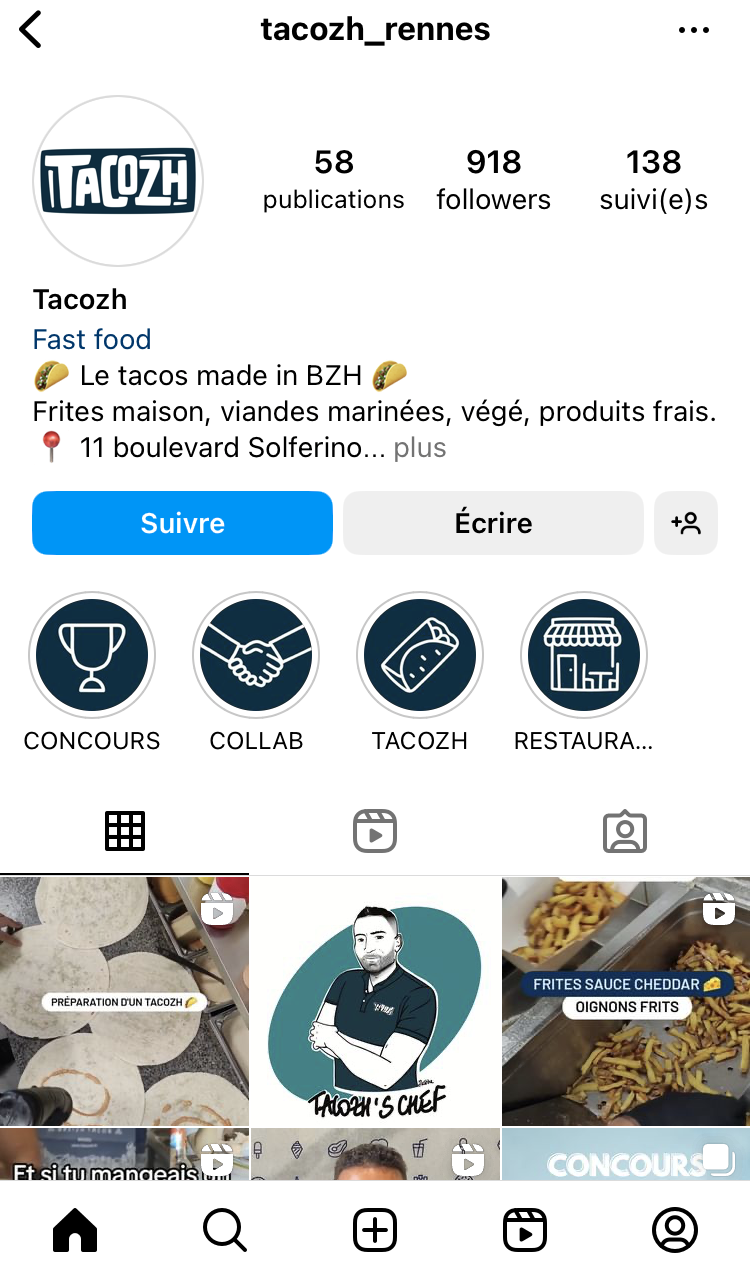 tacozh_rennes
TACOZH
58
publications
918
followers
138
suivi(e)s
Tacozh
Fast food
🌮 Le tacos made in BZH 🌮
Frites maison, viandes marinées, végé, produits frais.
📍 11 boulevard Solferino... plus
Suivre
Écrire
CONCOURS
COLLAB
TACOZH
RESTAURA...
PRÉPARATION D'UN TACOZH 🌮
TACOZH'S CHEF
FRITES SAUCE CHEDDAR 🧀
OIGNONS FRITS
Et si tu mangeais un
CONCOURS